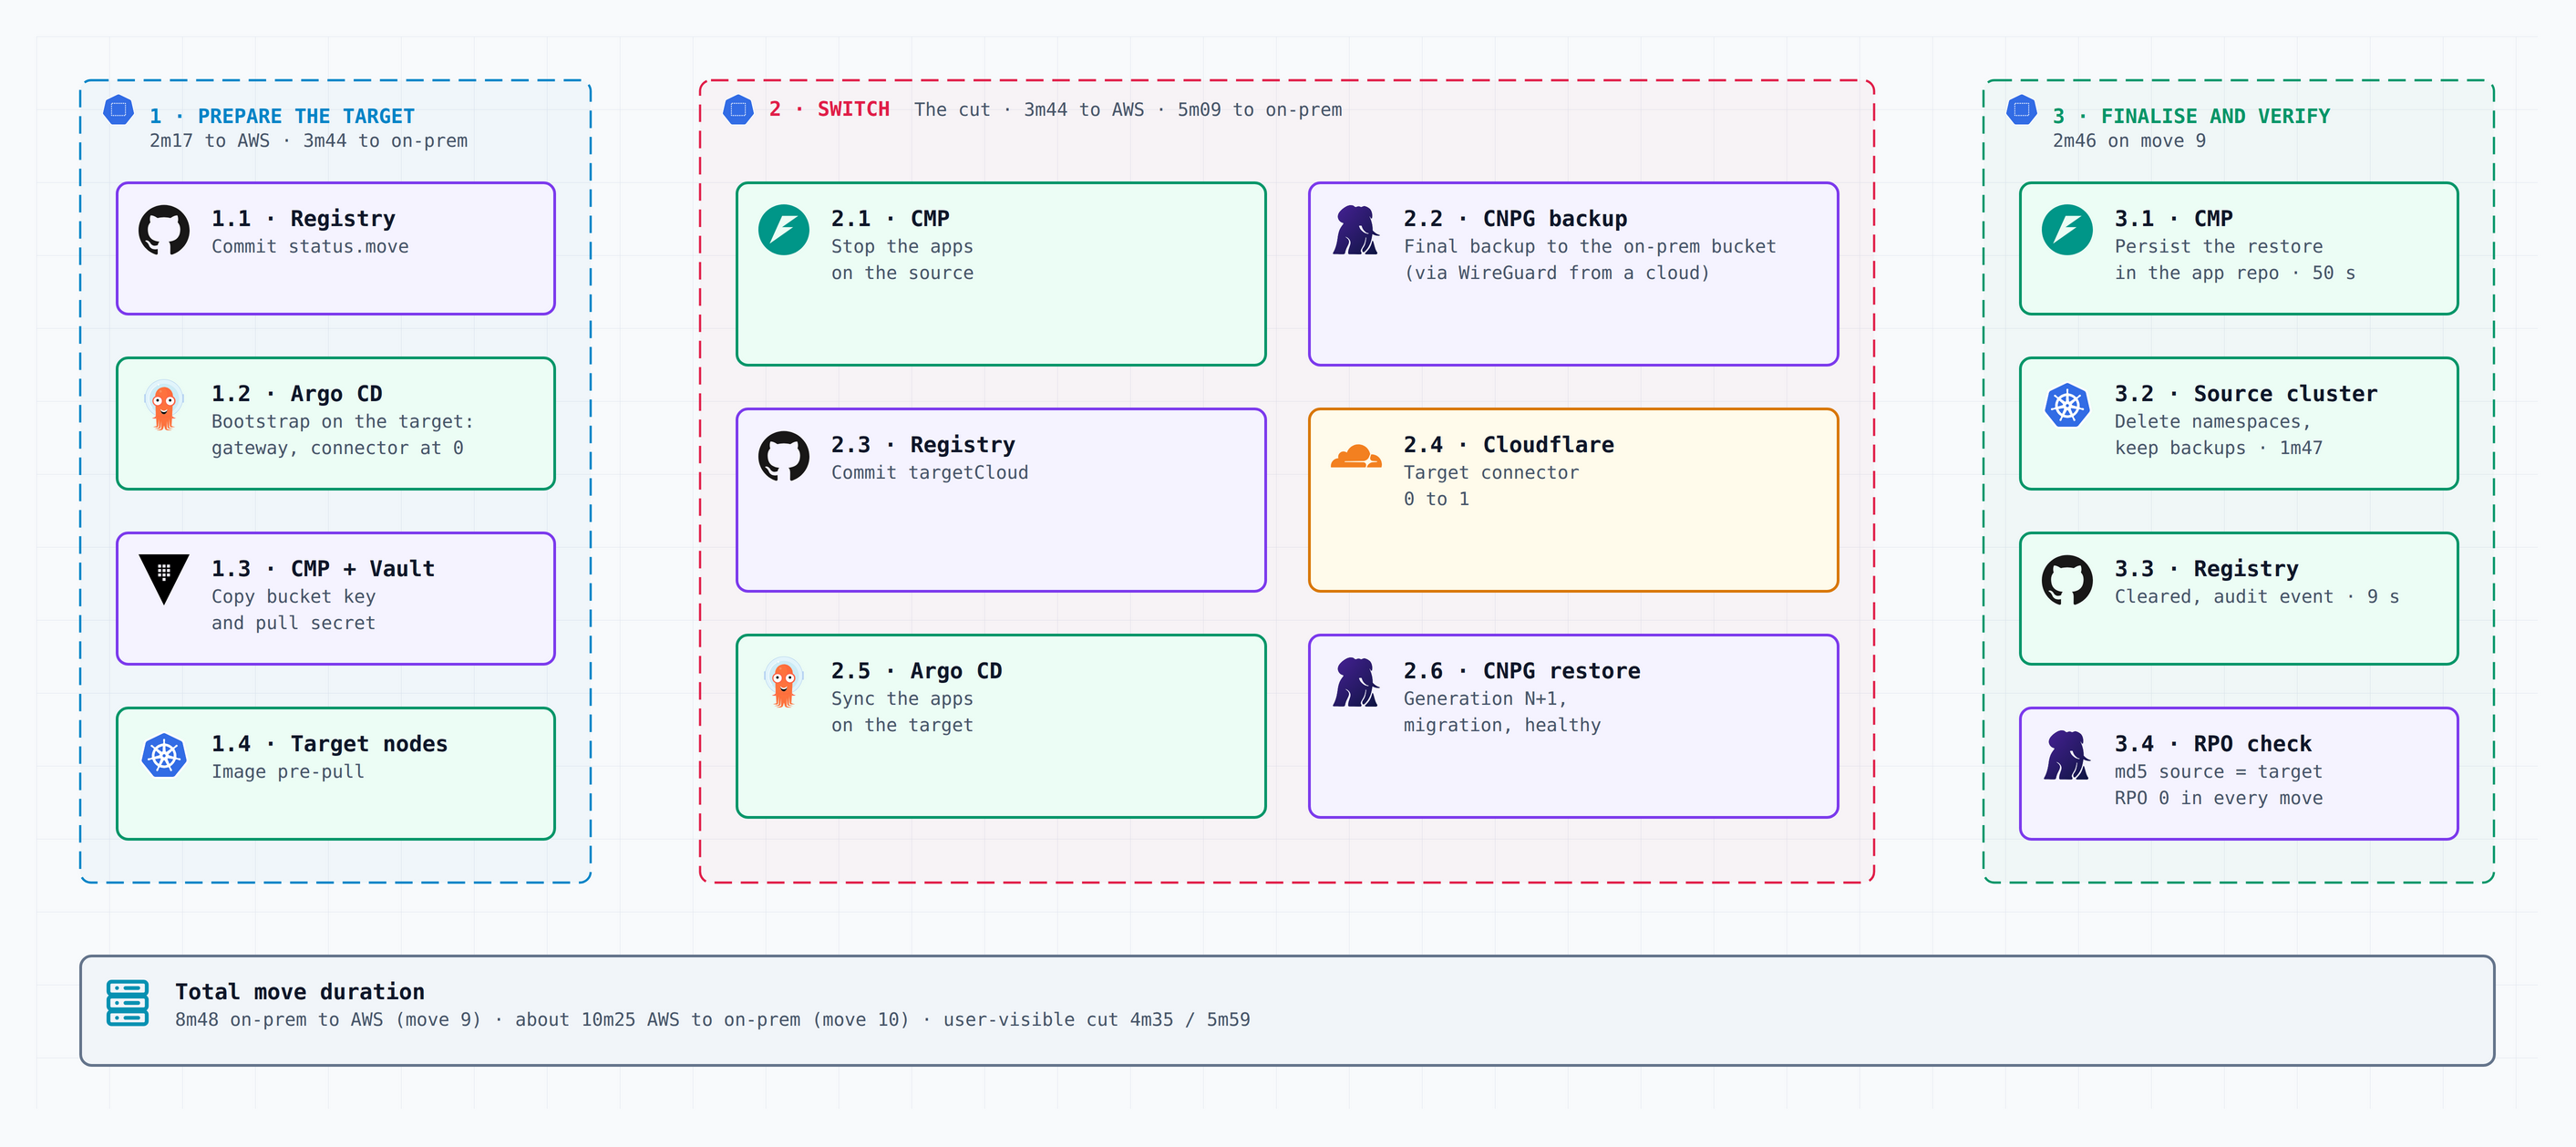 1 · PREPARE THE TARGET
2m17 to AWS · 3m44 to on-prem
1.1 · Registry
Commit status.move
1.2 · Argo CD
Bootstrap on the target:
gateway, connector at 0
1.3 · CMP + Vault
Copy bucket key
and pull secret
1.4 · Target nodes
Image pre-pull
2 · SWITCH The cut · 3m44 to AWS · 5m09 to on-prem
2.1 · CMP
Stop the apps
on the source
2.2 · CNPG backup
Final backup to the on-prem bucket
(via WireGuard from a cloud)
2.3 · Registry
Commit targetCloud
2.4 · Cloudflare
Target connector
0 to 1
2.5 · Argo CD
Sync the apps
on the target
2.6 · CNPG restore
Generation N+1,
migration, healthy
3 · FINALISE AND VERIFY
2m46 on move 9
3.1 · CMP
Persist the restore
in the app repo · 50 s
3.2 · Source cluster
Delete namespaces,
keep backups · 1m47
3.3 · Registry
Cleared, audit event · 9 s
3.4 · RPO check
md5 source = target
RPO 0 in every move
Total move duration
8m48 on-prem to AWS (move 9) · about 10m25 AWS to on-prem (move 10) · user-visible cut 4m35 / 5m59